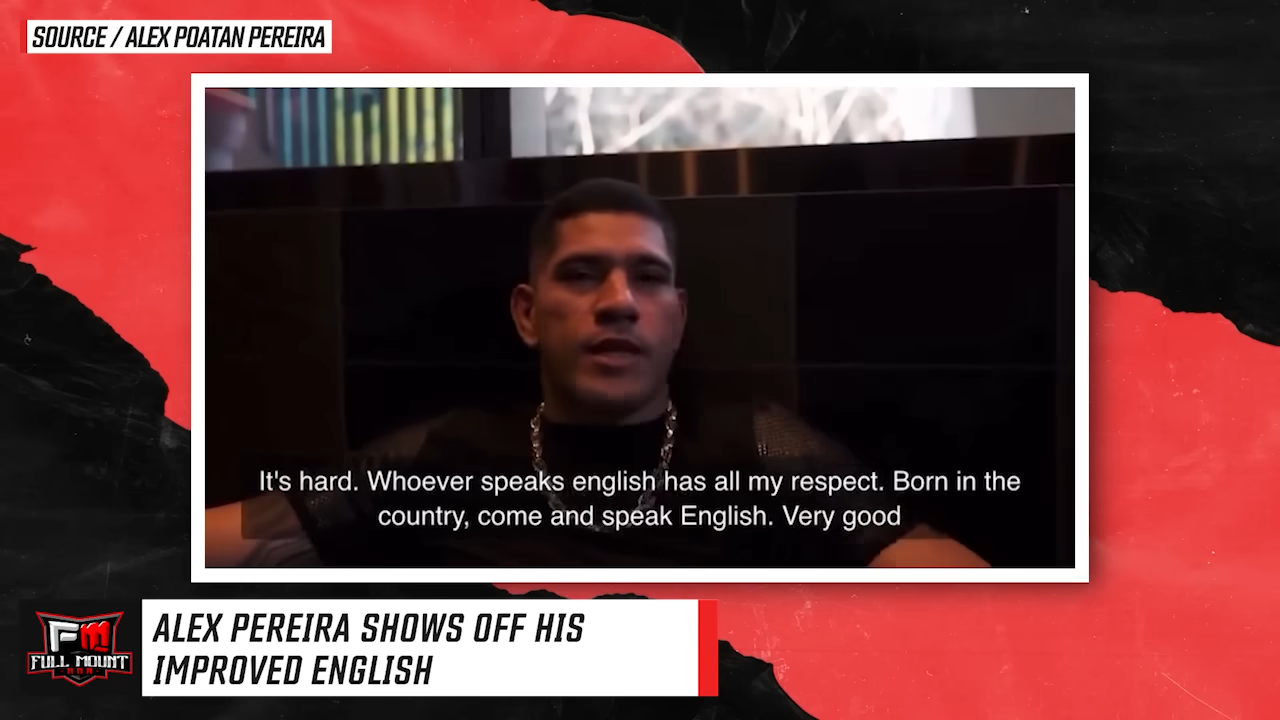 SOURCE / ALEX POATAN PEREIRA
It's hard. Whoever speaks english has all my respect. Born in the
country, come and speak English. Very good
FM
FULL MOUNT
ALEX PEREIRA SHOWS OFF HIS
IMPROVED ENGLISH